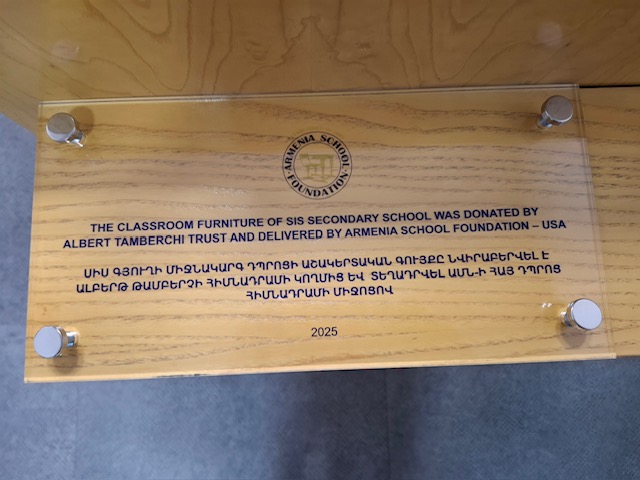 ARMENIA SCHOOL FOUNDATION
THE CLASSROOM FURNITURE OF SIS SECONDARY SCHOOL WAS DONATED BY
ALBERT TAMBERCHI TRUST AND DELIVERED BY ARMENIA SCHOOL FOUNDATION – USA
ՍԻՍ ԳՅՈՒՂԻ ՄԻՋՆԱԿԱՐԳ ԴՊՐՈՑԻ ԱՇԱԿԵՐՏԱԿԱՆ ԳՈՒՅՔԸ ՆՎԻՐԱԲԵՐՎԵԼ Է
ԱԼԲԵՐԹ ԹԱՄԲԵՐՉԻ ՀԻՄՆԱԴՐԱՄԻ ԿՈՂՄԻՑ ԵՎ ՏԵՂԱԴՐՎԵԼ ԱՄՆ-Ի ՀԱՅ ԴՊՐՈՑ
ՀԻՄՆԱԴՐԱՄԻ ՄԻՋՈՑՈՎ
2025